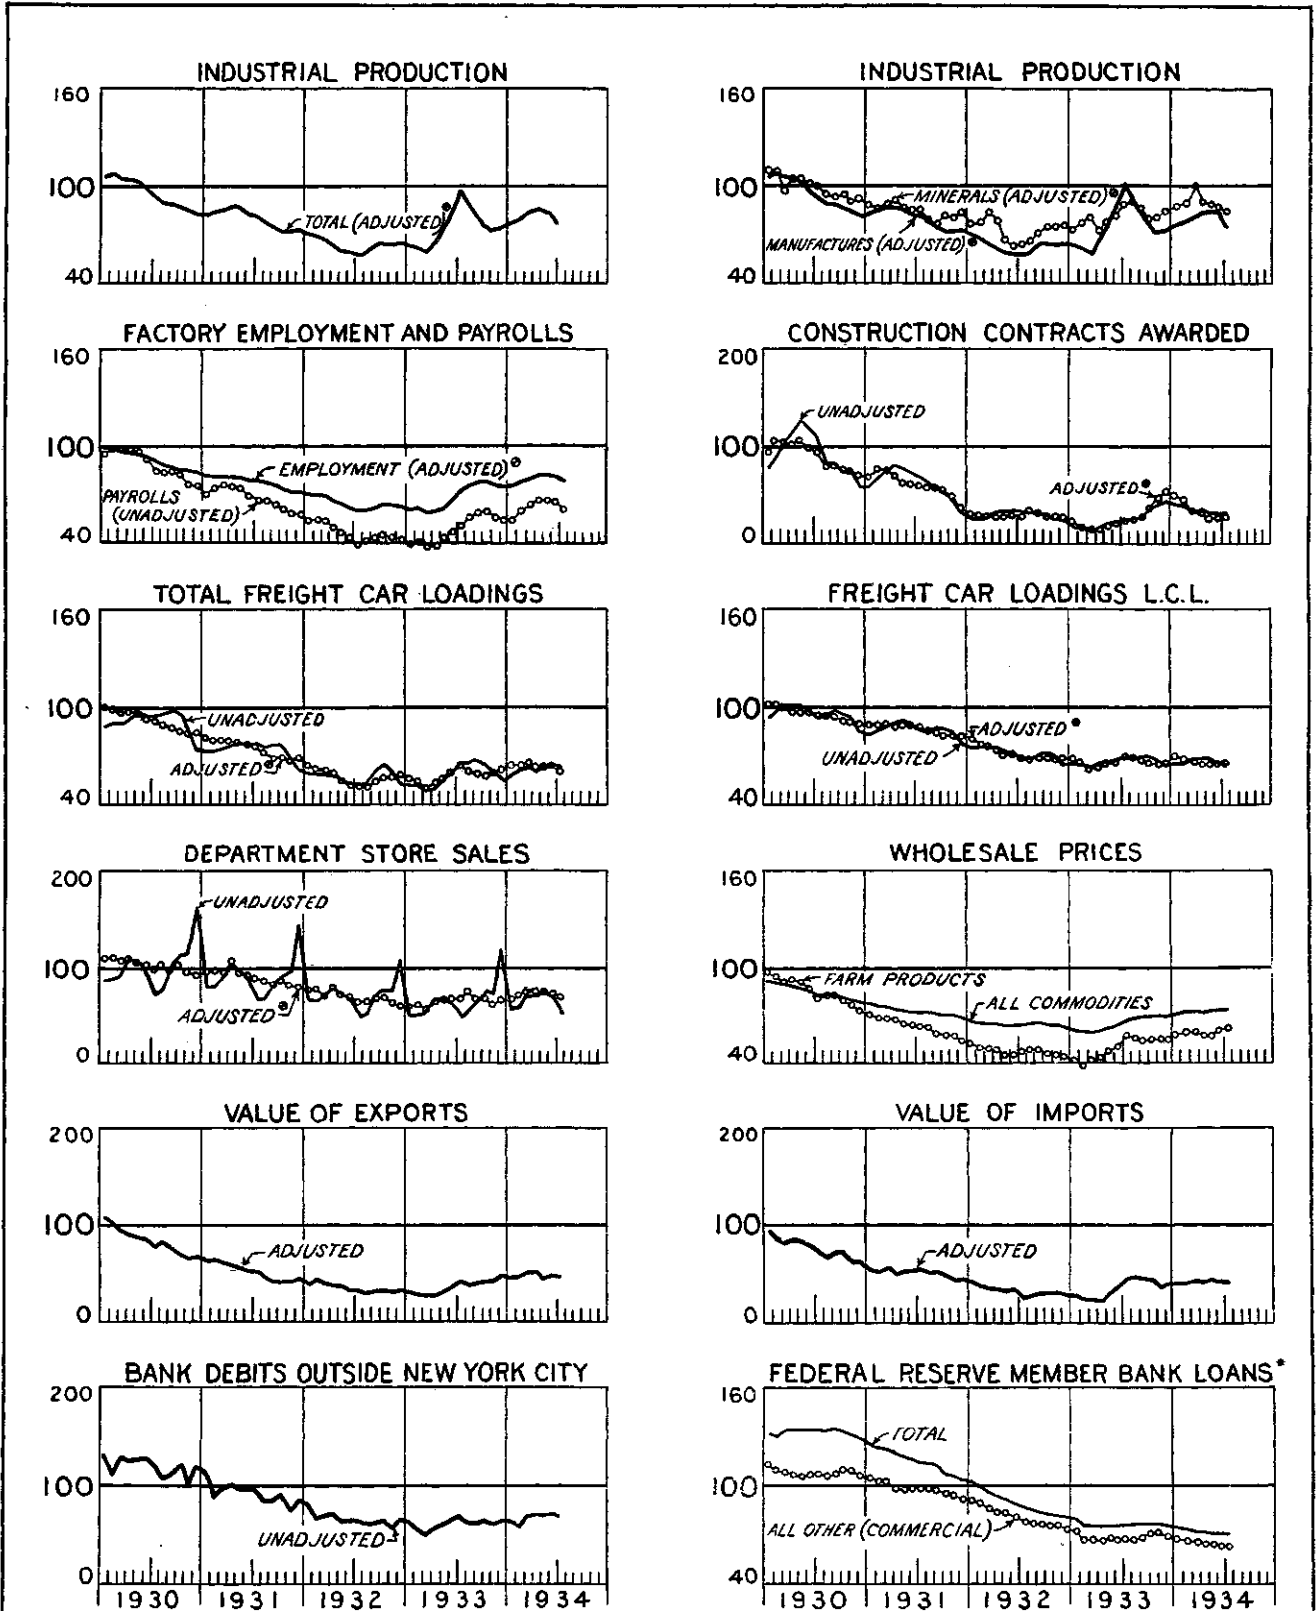 INDUSTRIAL PRODUCTION
160
100
40
TOTAL (ADJUSTED)
INDUSTRIAL PRODUCTION
160
100
40
MINERALS (ADJUSTED)
MANUFACTURES (ADJUSTED)
FACTORY EMPLOYMENT AND PAYROLLS
160
100
40
EMPLOYMENT (ADJUSTED)
PAYROLLS
(UNADJUSTED)
CONSTRUCTION CONTRACTS AWARDED
200
100
0
UNADJUSTED
ADJUSTED
TOTAL FREIGHT CAR LOADINGS
160
100
40
UNADJUSTED
ADJUSTED
FREIGHT CAR LOADINGS L.C.L.
160
100
40
ADJUSTED
UNADJUSTED
DEPARTMENT STORE SALES
200
100
0
UNADJUSTED
ADJUSTED
WHOLESALE PRICES
160
100
40
FARM PRODUCTS
ALL COMMODITIES
VALUE OF EXPORTS
200
100
0
ADJUSTED
VALUE OF IMPORTS
200
100
0
ADJUSTED
BANK DEBITS OUTSIDE NEW YORK CITY
200
100
0
UNADJUSTED
1930 1931 1932 1933 1934
FEDERAL RESERVE MEMBER BANK LOANS*
160
100
40
TOTAL
ALL OTHER (COMMERCIAL)
1930 1931 1932 1933 1934